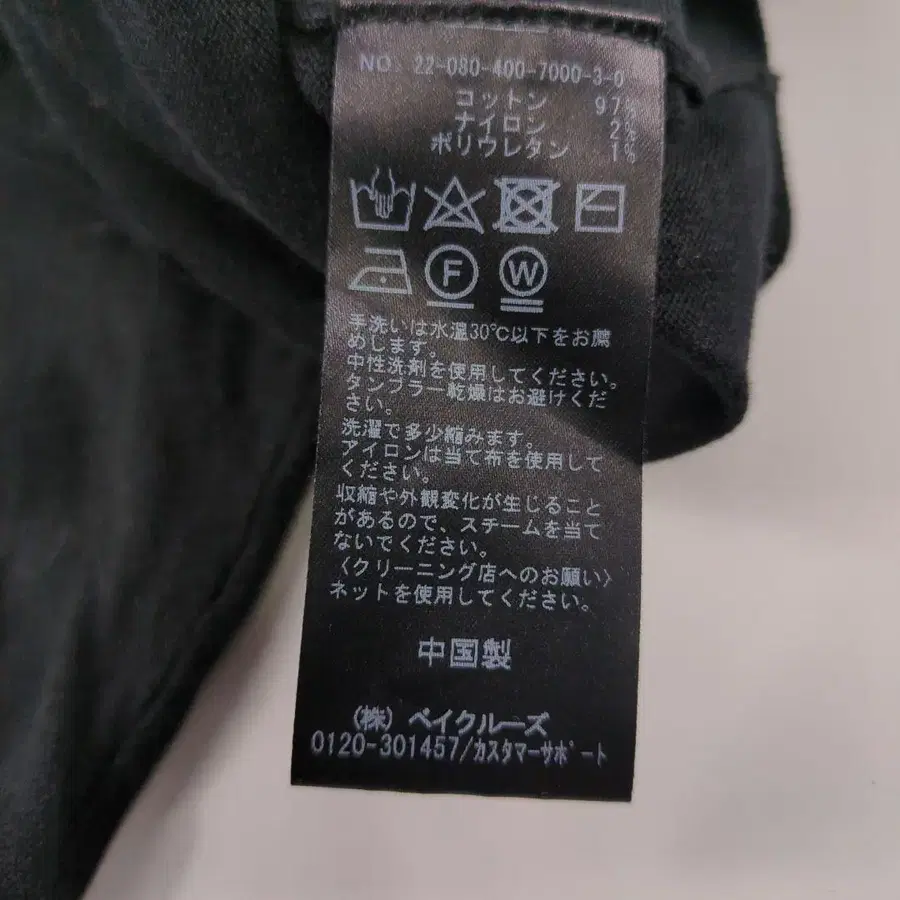 NO. 22-080-400-7000-3-0
コットン 97%
ナイロン 2%
ポリウレタン 1%
F W
手洗いは水温30℃以下をお薦
めします。
中性洗剤を使用してください。
タンブラー乾燥はお避けくだ
さい。
洗濯で多少縮みます。
アイロンは当て布を使用して
ください。
収縮や外観変化が生じること
があるので、スチームを当て
ないでください。
〈クリーニング店へのお願い〉
ネットを使用してください。
中国製
(株) ベイクルーズ
0120-301457/カスタマーサポート